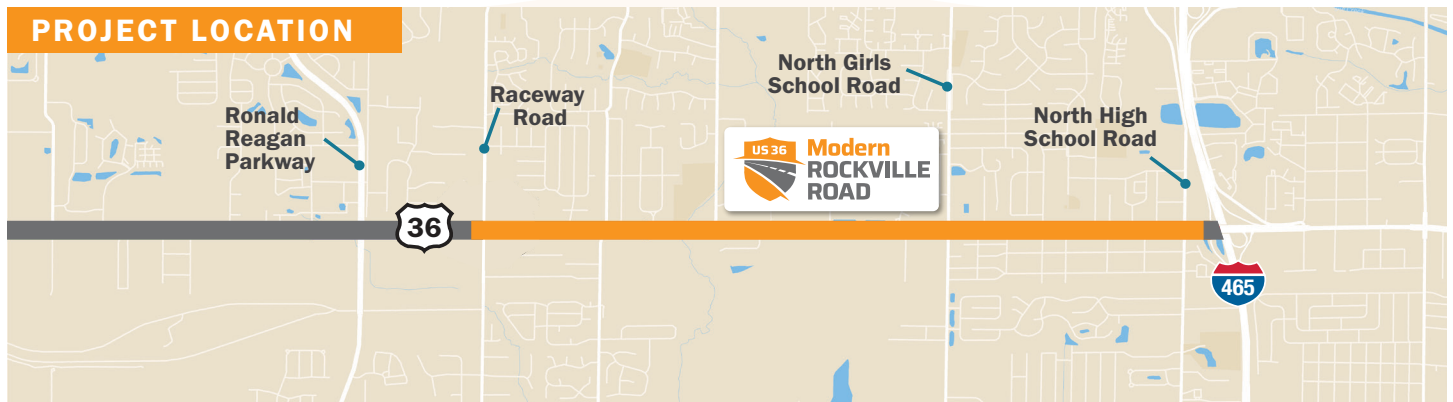 PROJECT LOCATION
Ronald
Reagan
Parkway
Raceway
Road
North Girls
School Road
North High
School Road
US 36
Modern
ROCKVILLE
ROAD
36
465